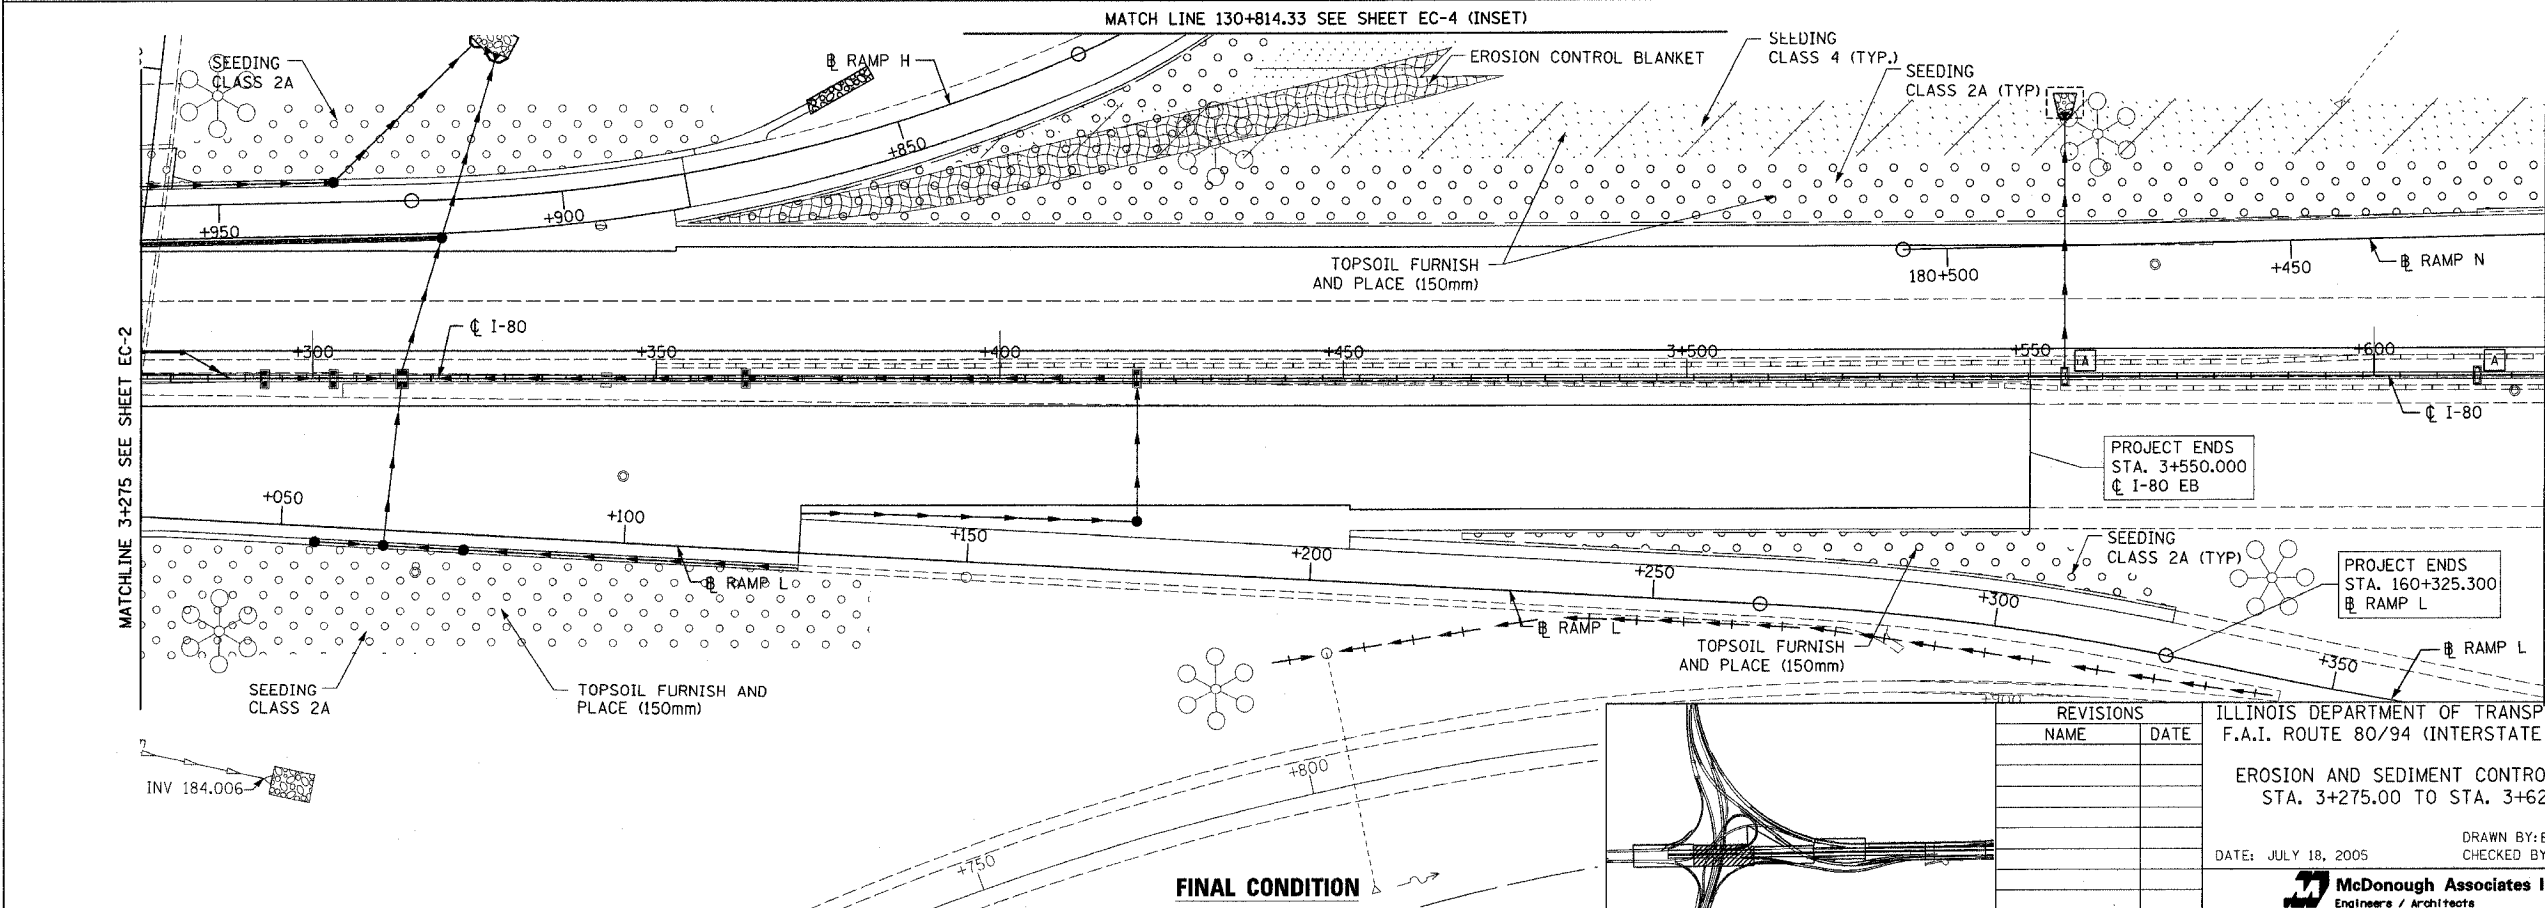 MATCH LINE 130+814.33 SEE SHEET EC-4 (INSET)
SEEDING
CLASS 2A
℄ RAMP H
EROSION CONTROL BLANKET
SEEDING
CLASS 4 (TYP.)
SEEDING
CLASS 2A (TYP)
+850
+900
+950
TOPSOIL FURNISH
AND PLACE (150mm)
180+500
+450
℄ RAMP N
MATCHLINE 3+275 SEE SHEET EC-2
℄ I-80
+300
+350
+400
+450
3+500
+550
A
+600
A
℄ I-80
PROJECT ENDS
STA. 3+550.000
℄ I-80 EB
+050
+100
+150
+200
+250
+300
+350
℄ RAMP L
SEEDING
CLASS 2A (TYP)
PROJECT ENDS
STA. 160+325.300
℄ RAMP L
℄ RAMP L
TOPSOIL FURNISH
AND PLACE (150mm)
℄ RAMP L
SEEDING
CLASS 2A
TOPSOIL FURNISH AND
PLACE (150mm)
INV 184.006
+750
+800
+900
FINAL CONDITION
REVISIONS
NAME DATE
ILLINOIS DEPARTMENT OF TRANSP
F.A.I. ROUTE 80/94 (INTERSTATE
EROSION AND SEDIMENT CONTRO
STA. 3+275.00 TO STA. 3+62
DRAWN BY:
DATE: JULY 18, 2005
CHECKED BY
McDonough Associates I
Engineers / Architects